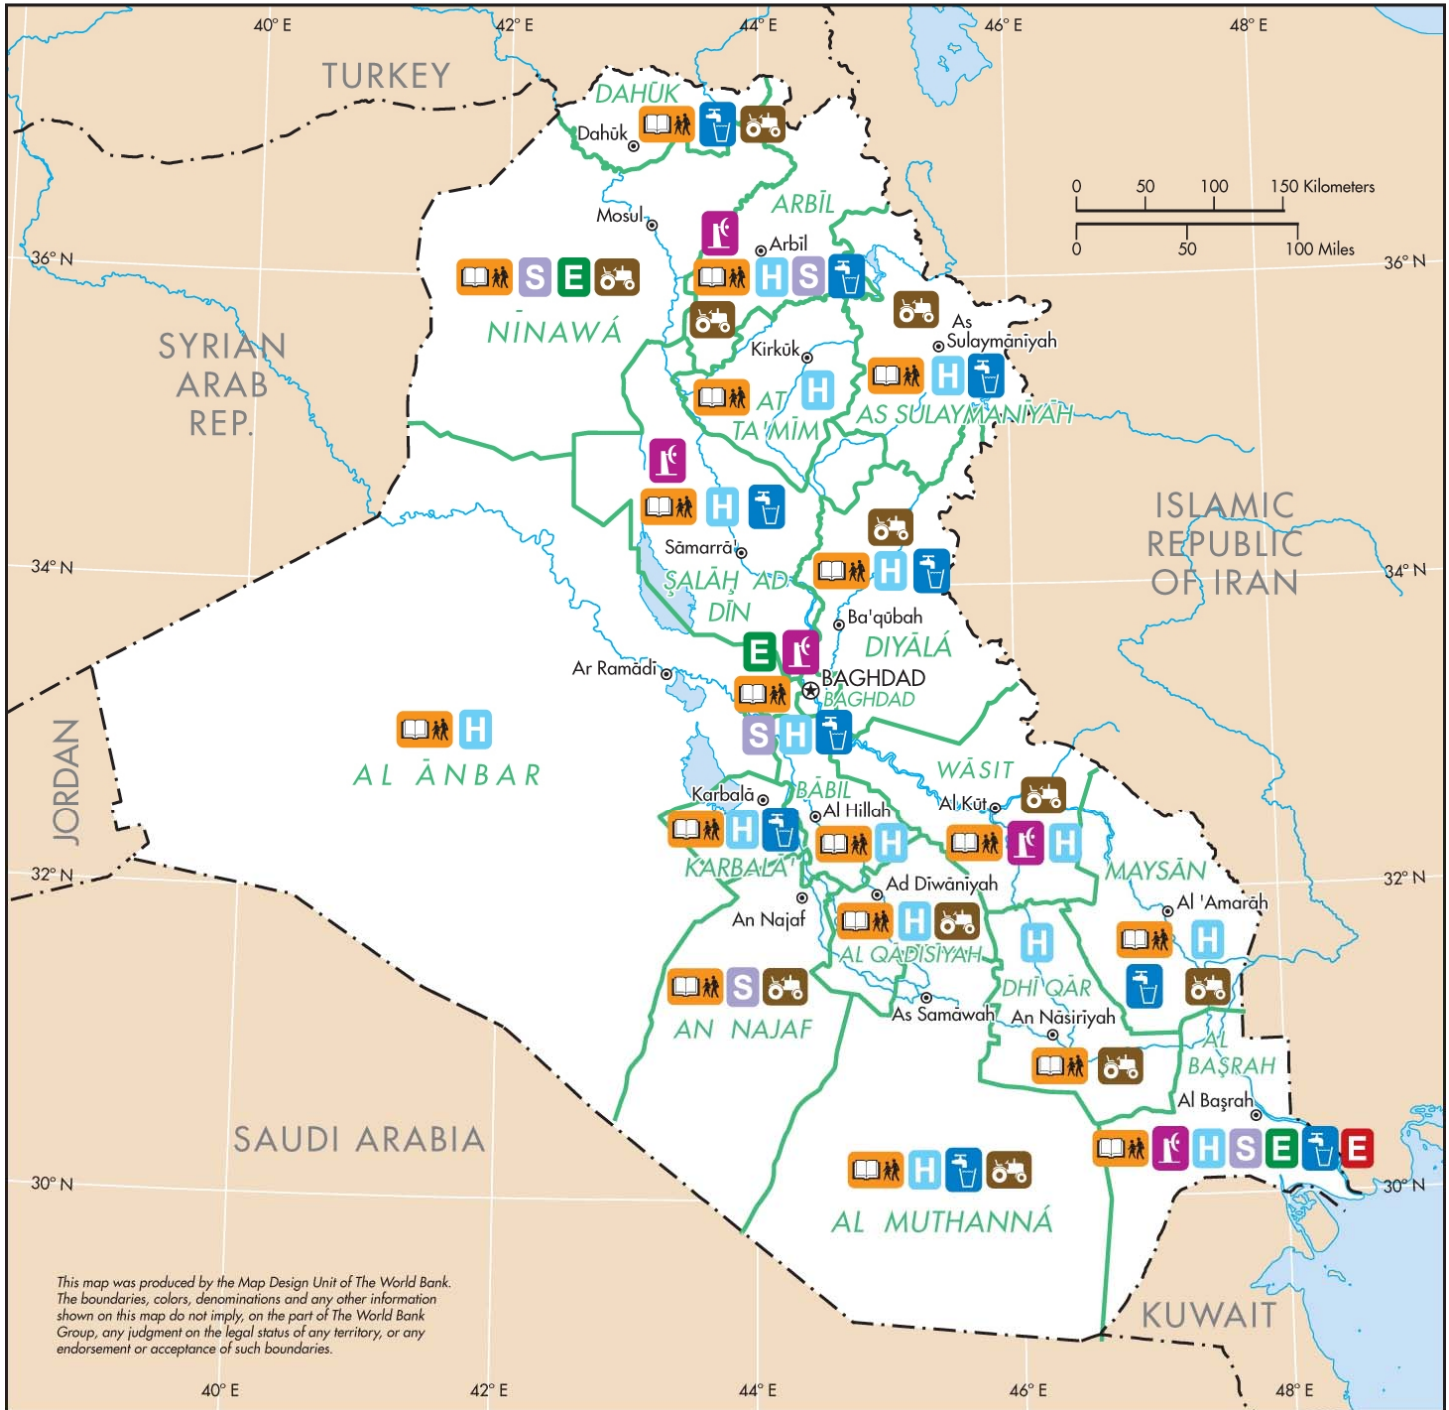 40° E
42° E
44° E
46° E
48° E
TURKEY
DAHŪK
Dahūk
0 50 100 150 Kilometers
0 50 100 Miles
ARBĪL
Mosul
Arbīl
36° N
36° N
S E
H S
NĪNAWÁ
SYRIAN
ARAB
REP.
As
Sulaymānīyah
Kirkūk
H
H
AT
TA'MĪM
AS SULAYMANĪYAH
H
ISLAMIC
REPUBLIC
OF IRAN
Sāmarrā'
34° N
34° N
H
ŞALĀḤ AD
DĪN
Ba'qūbah
DIYĀLÁ
E
Ar Ramādī
BAGHDAD
BAGHDAD
H
S H
JORDAN
AL ĀNBAR
WĀSIT
BĀBIL
Karbalā
Al Hillah
Al Kūt
H
H
H
KARBALĀ'
MAYSĀN
32° N
32° N
Ad Dīwānīyah
An Najaf
Al 'Amarāh
H
H
H
AL QĀDISĪYAH
S
DHĪ QĀR
As Samāwah
An Nāsirīyah
AN NAJAF
AL
BAŞRAH
Al Başrah
SAUDI ARABIA
H S E E
H
30° N
30° N
AL MUTHANNÁ
This map was produced by the Map Design Unit of The World Bank.
The boundaries, colors, denominations and any other information
shown on this map do not imply, on the part of The World Bank
Group, any judgment on the legal status of any territory, or any
endorsement or acceptance of such boundaries.
KUWAIT
40° E
42° E
44° E
46° E
48° E